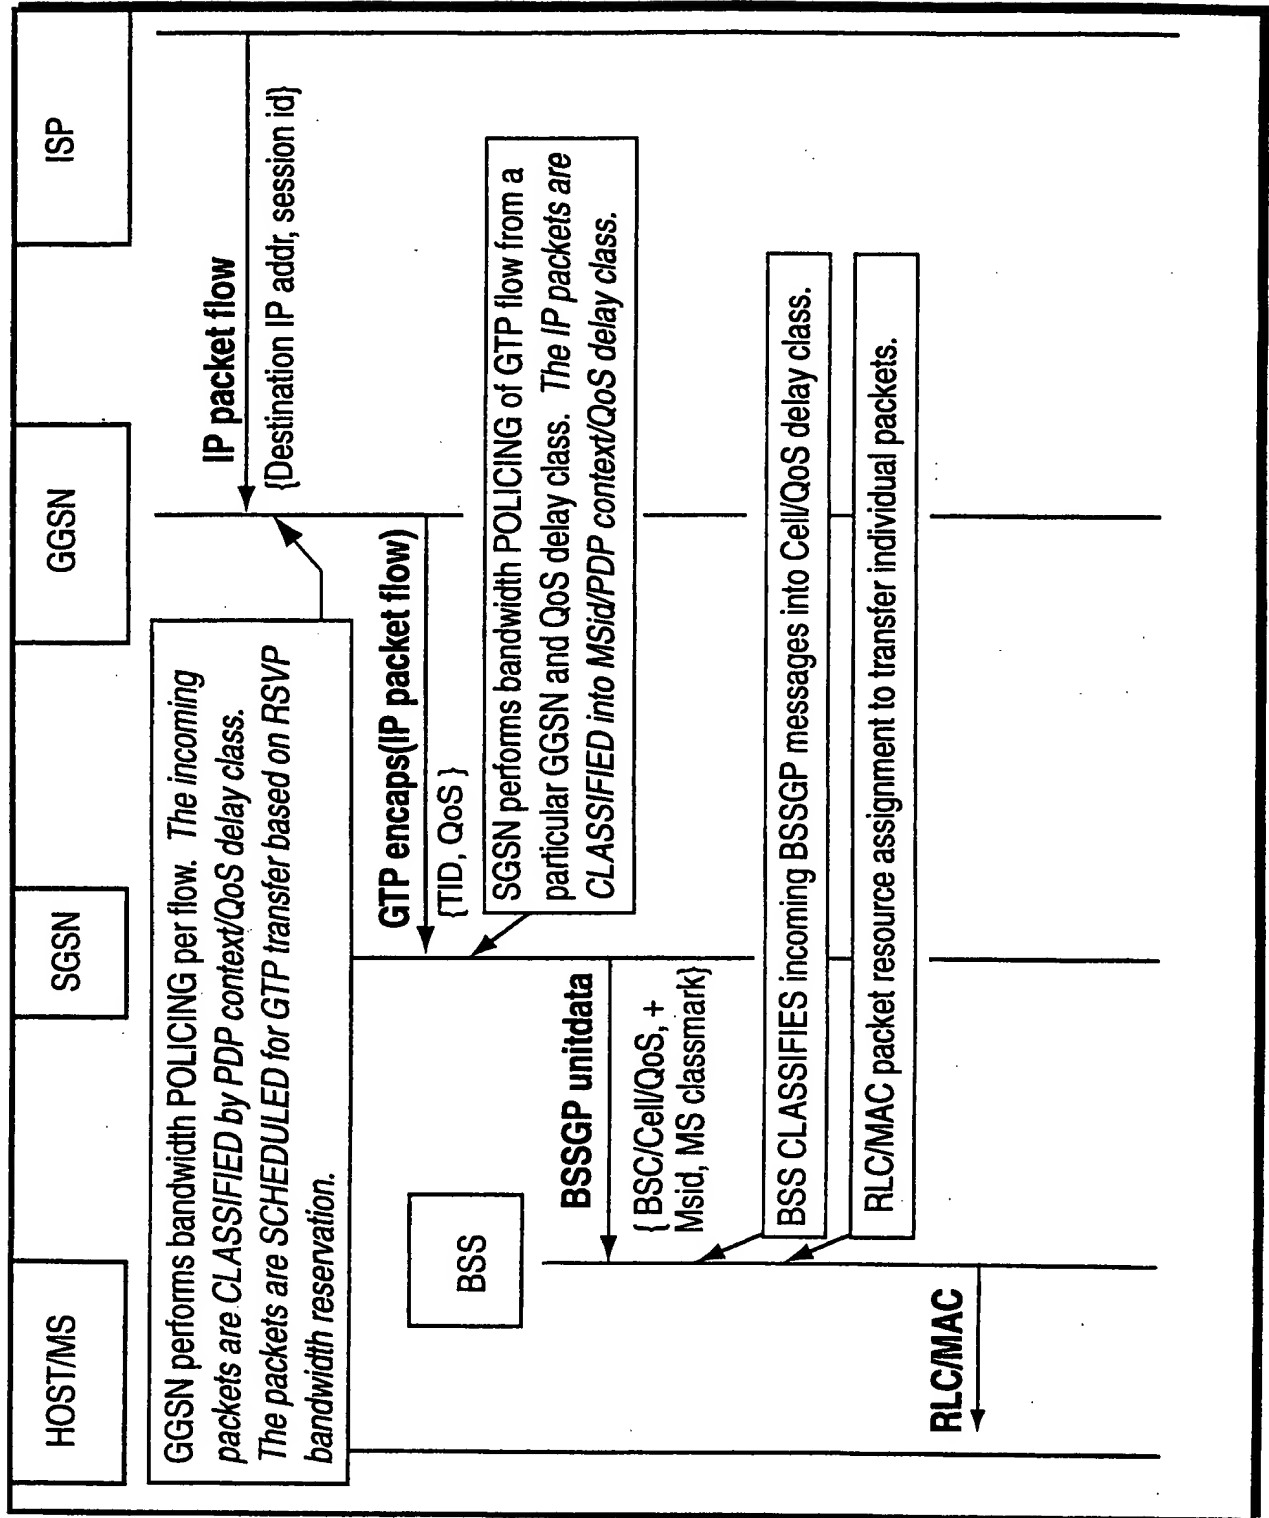 HOST/MS
SGSN
GGSN
ISP
GGSN performs bandwidth POLICING per flow. The incoming
packets are CLASSIFIED by PDP context/QoS delay class.
The packets are SCHEDULED for GTP transfer based on RSVP
bandwidth reservation.
IP packet flow
{Destination IP addr, session id}
GTP encaps(IP packet flow)
{TID, QoS }
BSS
SGSN performs bandwidth POLICING of GTP flow from a
particular GGSN and QoS delay class. The IP packets are
CLASSIFIED into MSid/PDP context/QoS delay class.
BSSGP unitdata
{ BSC/Cell/QoS, +
Msid, MS classmark}
BSS CLASSIFIES incoming BSSGP messages into Cell/QoS delay class.
RLC/MAC packet resource assignment to transfer individual packets.
RLC/MAC